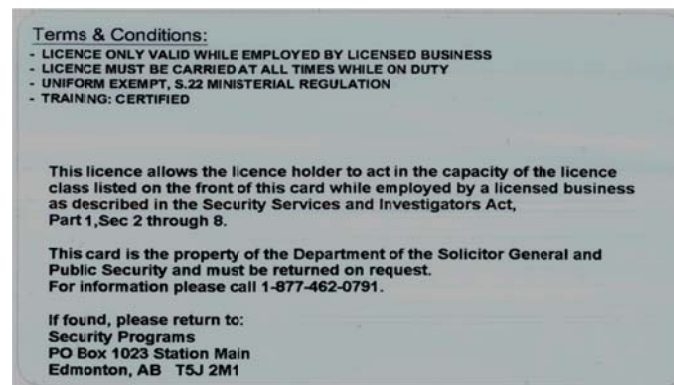 Terms & Conditions:
- LICENCE ONLY VALID WHILE EMPLOYED BY LICENSED BUSINESS
- LICENCE MUST BE CARRIED AT ALL TIMES WHILE ON DUTY
- UNIFORM EXEMPT, S.22 MINISTERIAL REGULATION
- TRAINING: CERTIFIED
This licence allows the licence holder to act in the capacity of the licence
class listed on the front of this card while employed by a licensed business
as described in the Security Services and Investigators Act,
Part 1,Sec 2 through 8.
This card is the property of the Department of the Solicitor General and
Public Security and must be returned on request.
For information please call 1-877-462-0791.
If found, please return to:
Security Programs
PO Box 1023 Station Main
Edmonton, AB T5J 2M1